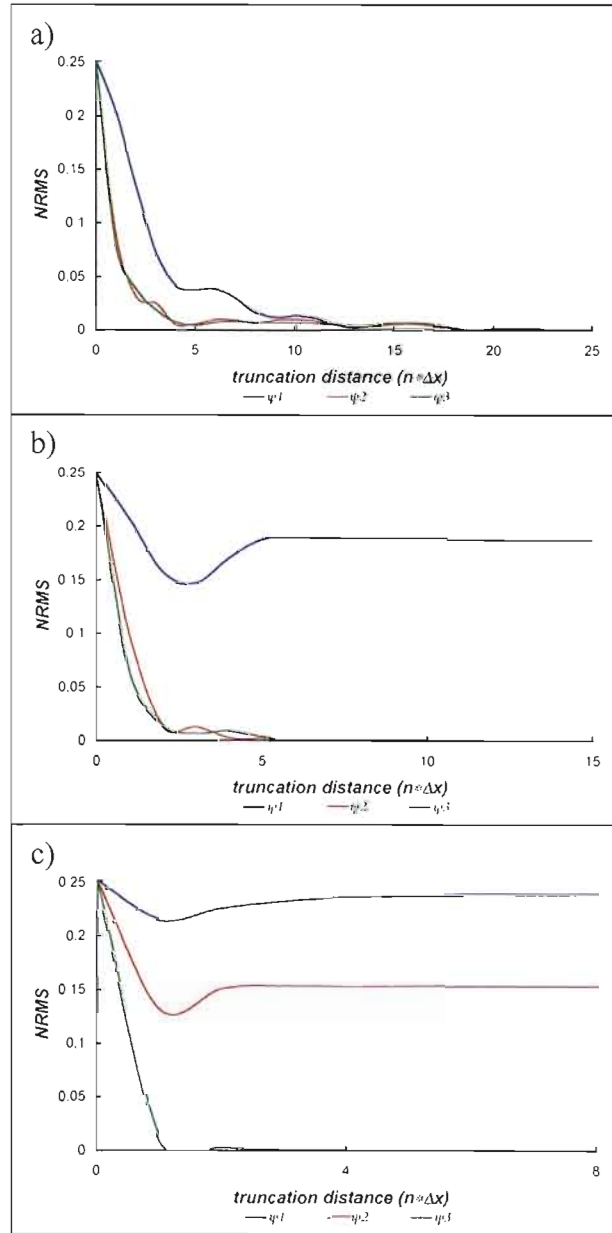 a)
0.25
0.2
0.15
0.1
0.05
0
NRMS
0 5 10 15 20 25
truncation distance (n*Δx)
ψ1 ψ2 ψ3
b)
0.25
0.2
0.15
0.1
0.05
0
NRMS
0 5 10 15
truncation distance (n*Δx)
ψ1 ψ2 ψ3
c)
0.25
0.2
0.15
0.1
0.05
0
NRMS
0 4 8
truncation distance (n*Δx)
ψ1 ψ2 ψ3